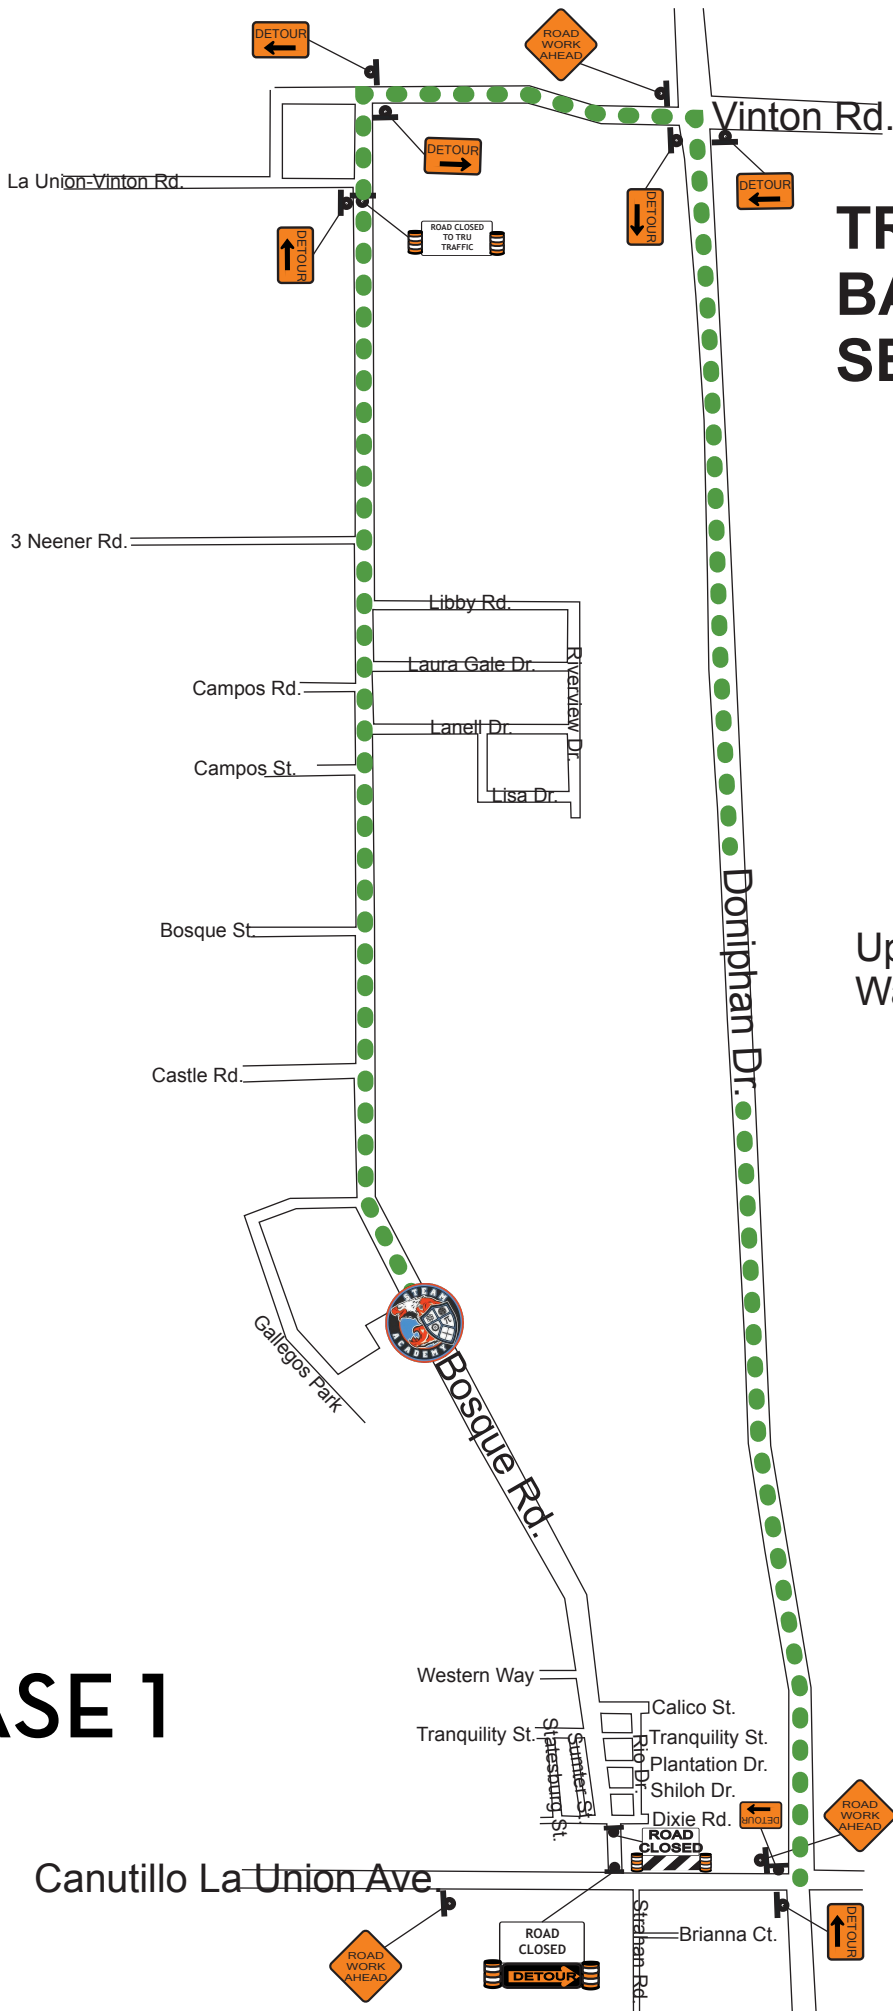 DETOUR
ROAD
WORK
AHEAD
Vinton Rd.
DETOUR
La Union-Vinton Rd.
DETOUR
DETOUR
DETOUR
ROAD CLOSED
TO TRU
TRAFFIC
TR
BA
SE
3 Neener Rd.
Libby Rd.
Laura Gale Dr.
Riverview Dr.
Campos Rd.
Lanell Dr.
Campos St.
Lisa Dr.
Doniphan Dr.
Bosque St.
Up
Wa
Castle Rd.
STEAM
ACADEMY
Gallegos Park
Bosque Rd.
ASE 1
Western Way
Calico St.
Tranquility St.
Statesburg St.
Sumter St.
Rio Dr.
Tranquility St.
Plantation Dr.
Shiloh Dr.
Dixie Rd.
DETOUR
ROAD
WORK
AHEAD
ROAD
CLOSED
Canutillo La Union Ave.
Strahan Rd.
Brianna Ct.
DETOUR
ROAD
CLOSED
DETOUR
ROAD
WORK
AHEAD